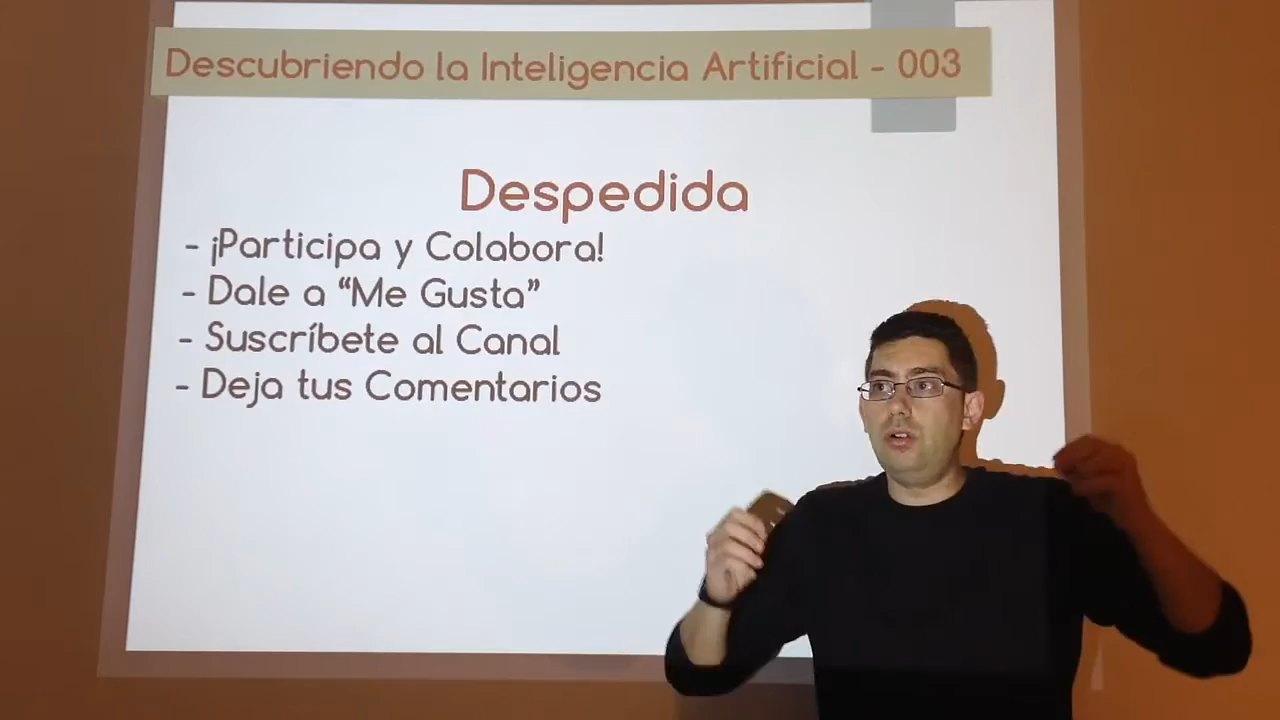 Descubriendo la Inteligencia Artificial - 003
Despedida
- ¡Participa y Colabora!
- Dale a “Me Gusta”
- Suscríbete al Canal
- Deja tus Comentarios